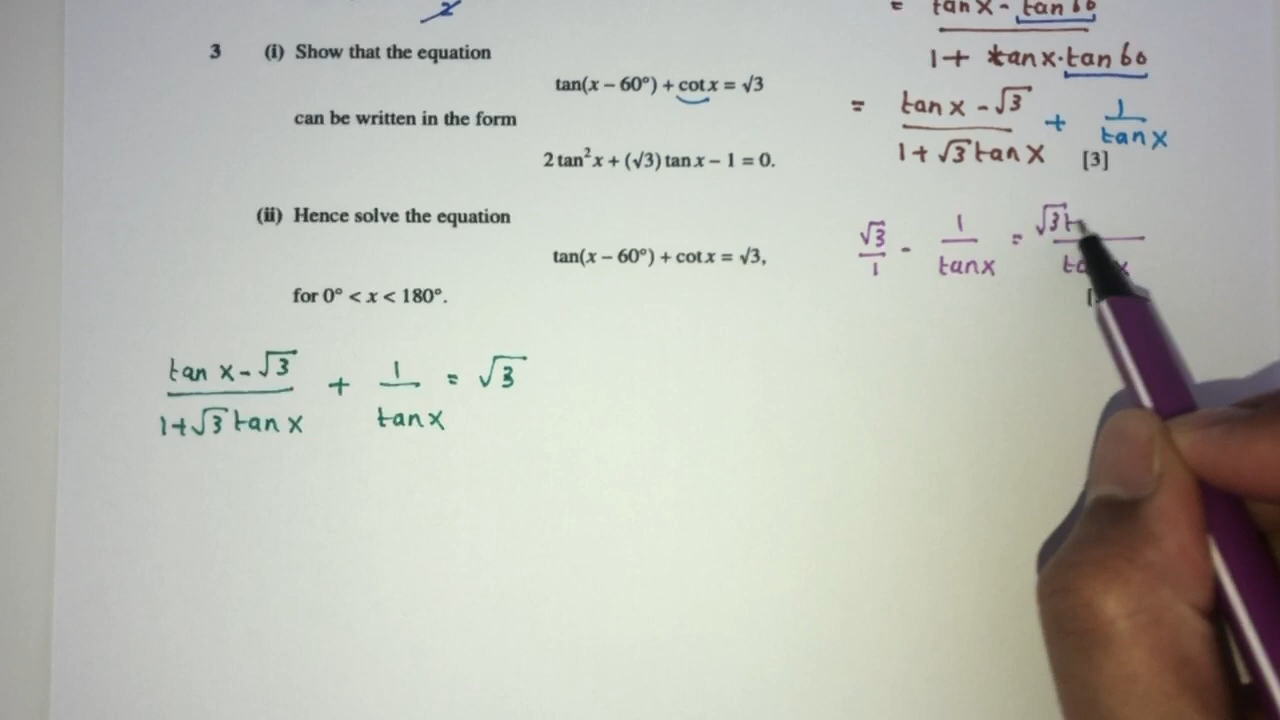 = tan x - tan 60
1 + tan x · tan 60
3 (i) Show that the equation
tan(x – 60°) + cot x = √3
can be written in the form
2 tan² x + (√3) tan x – 1 = 0.
= tan x - √3 + 1
1 + √3 tan x tan x
[3]
(ii) Hence solve the equation
tan(x – 60°) + cot x = √3,
for 0° < x < 180°.
√3 - 1 = √3 t
1 tan x
tan x - √3 + 1 = √3
1 + √3 tan x tan x